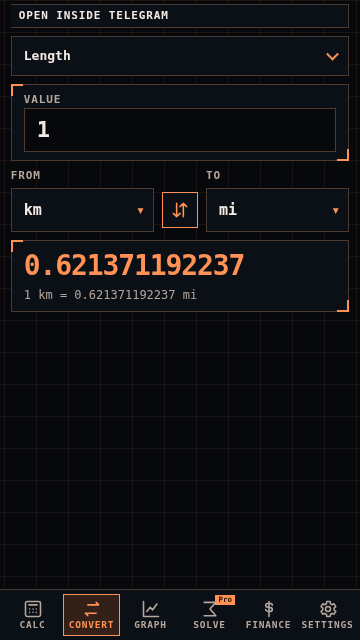 OPEN INSIDE TELEGRAM
Length
VALUE
1
FROM
TO
km
mi
0.621371192237
1 km = 0.621371192237 mi
Pro
CALC
CONVERT
GRAPH
SOLVE
FINANCE
SETTINGS